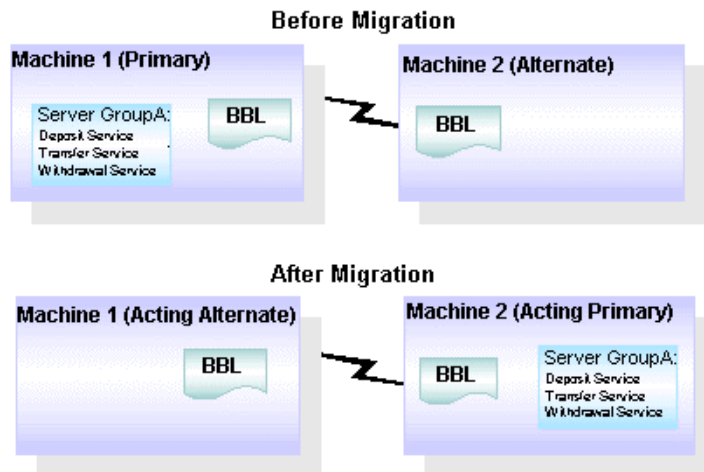 Before Migration
Machine 1 (Primary)
Machine 2 (Alternate)
Server GroupA:
Deposit Service
Transfer Service
Withdrawal Service
BBL
BBL
After Migration
Machine 1 (Acting Alternate)
Machine 2 (Acting Primary)
BBL
BBL
Server GroupA:
Deposit Service
Transfer Service
Withdrawal Service